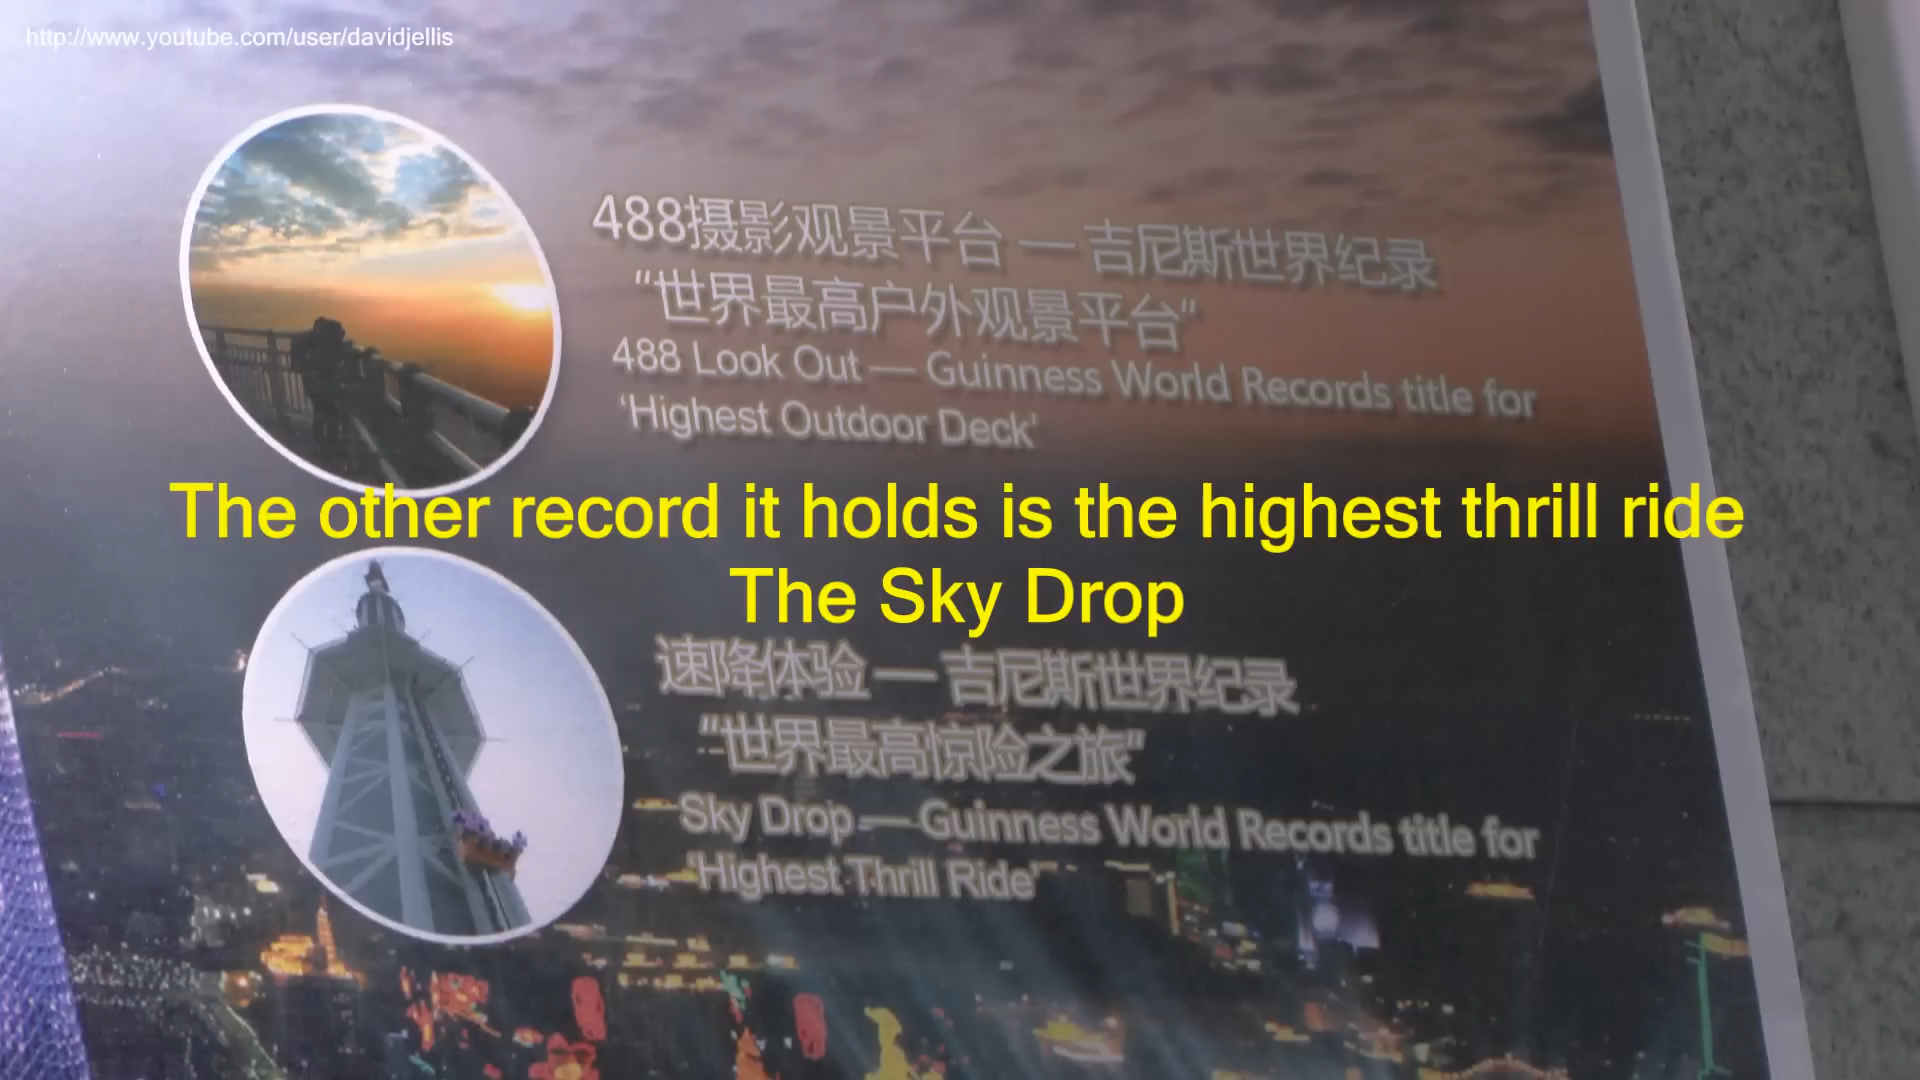 http://www.youtube.com/user/davidjellis
488摄影观景平台 — 吉尼斯世界纪录
“世界最高户外观景平台”
488 Look Out — Guinness World Records title for
‘Highest Outdoor Deck’
The other record it holds is the highest thrill ride
The Sky Drop
速降体验 — 吉尼斯世界纪录
“世界最高惊险之旅”
Sky Drop — Guinness World Records title for
‘Highest Thrill Ride’